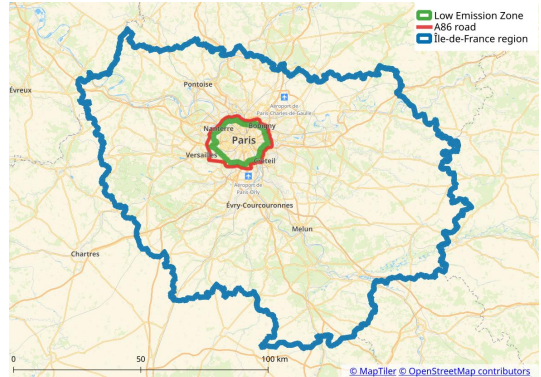 Low Emission Zone
A86 road
Île-de-France region
Évreux
Pontoise
Aéroport de
Paris-Charles-de-Gaulle
Nanterre
Bobigny
Paris
Versailles
Créteil
Aéroport de
Paris-Orly
Évry-Courcouronnes
Melun
Chartres
0
50
100 km
© MapTiler © OpenStreetMap contributors